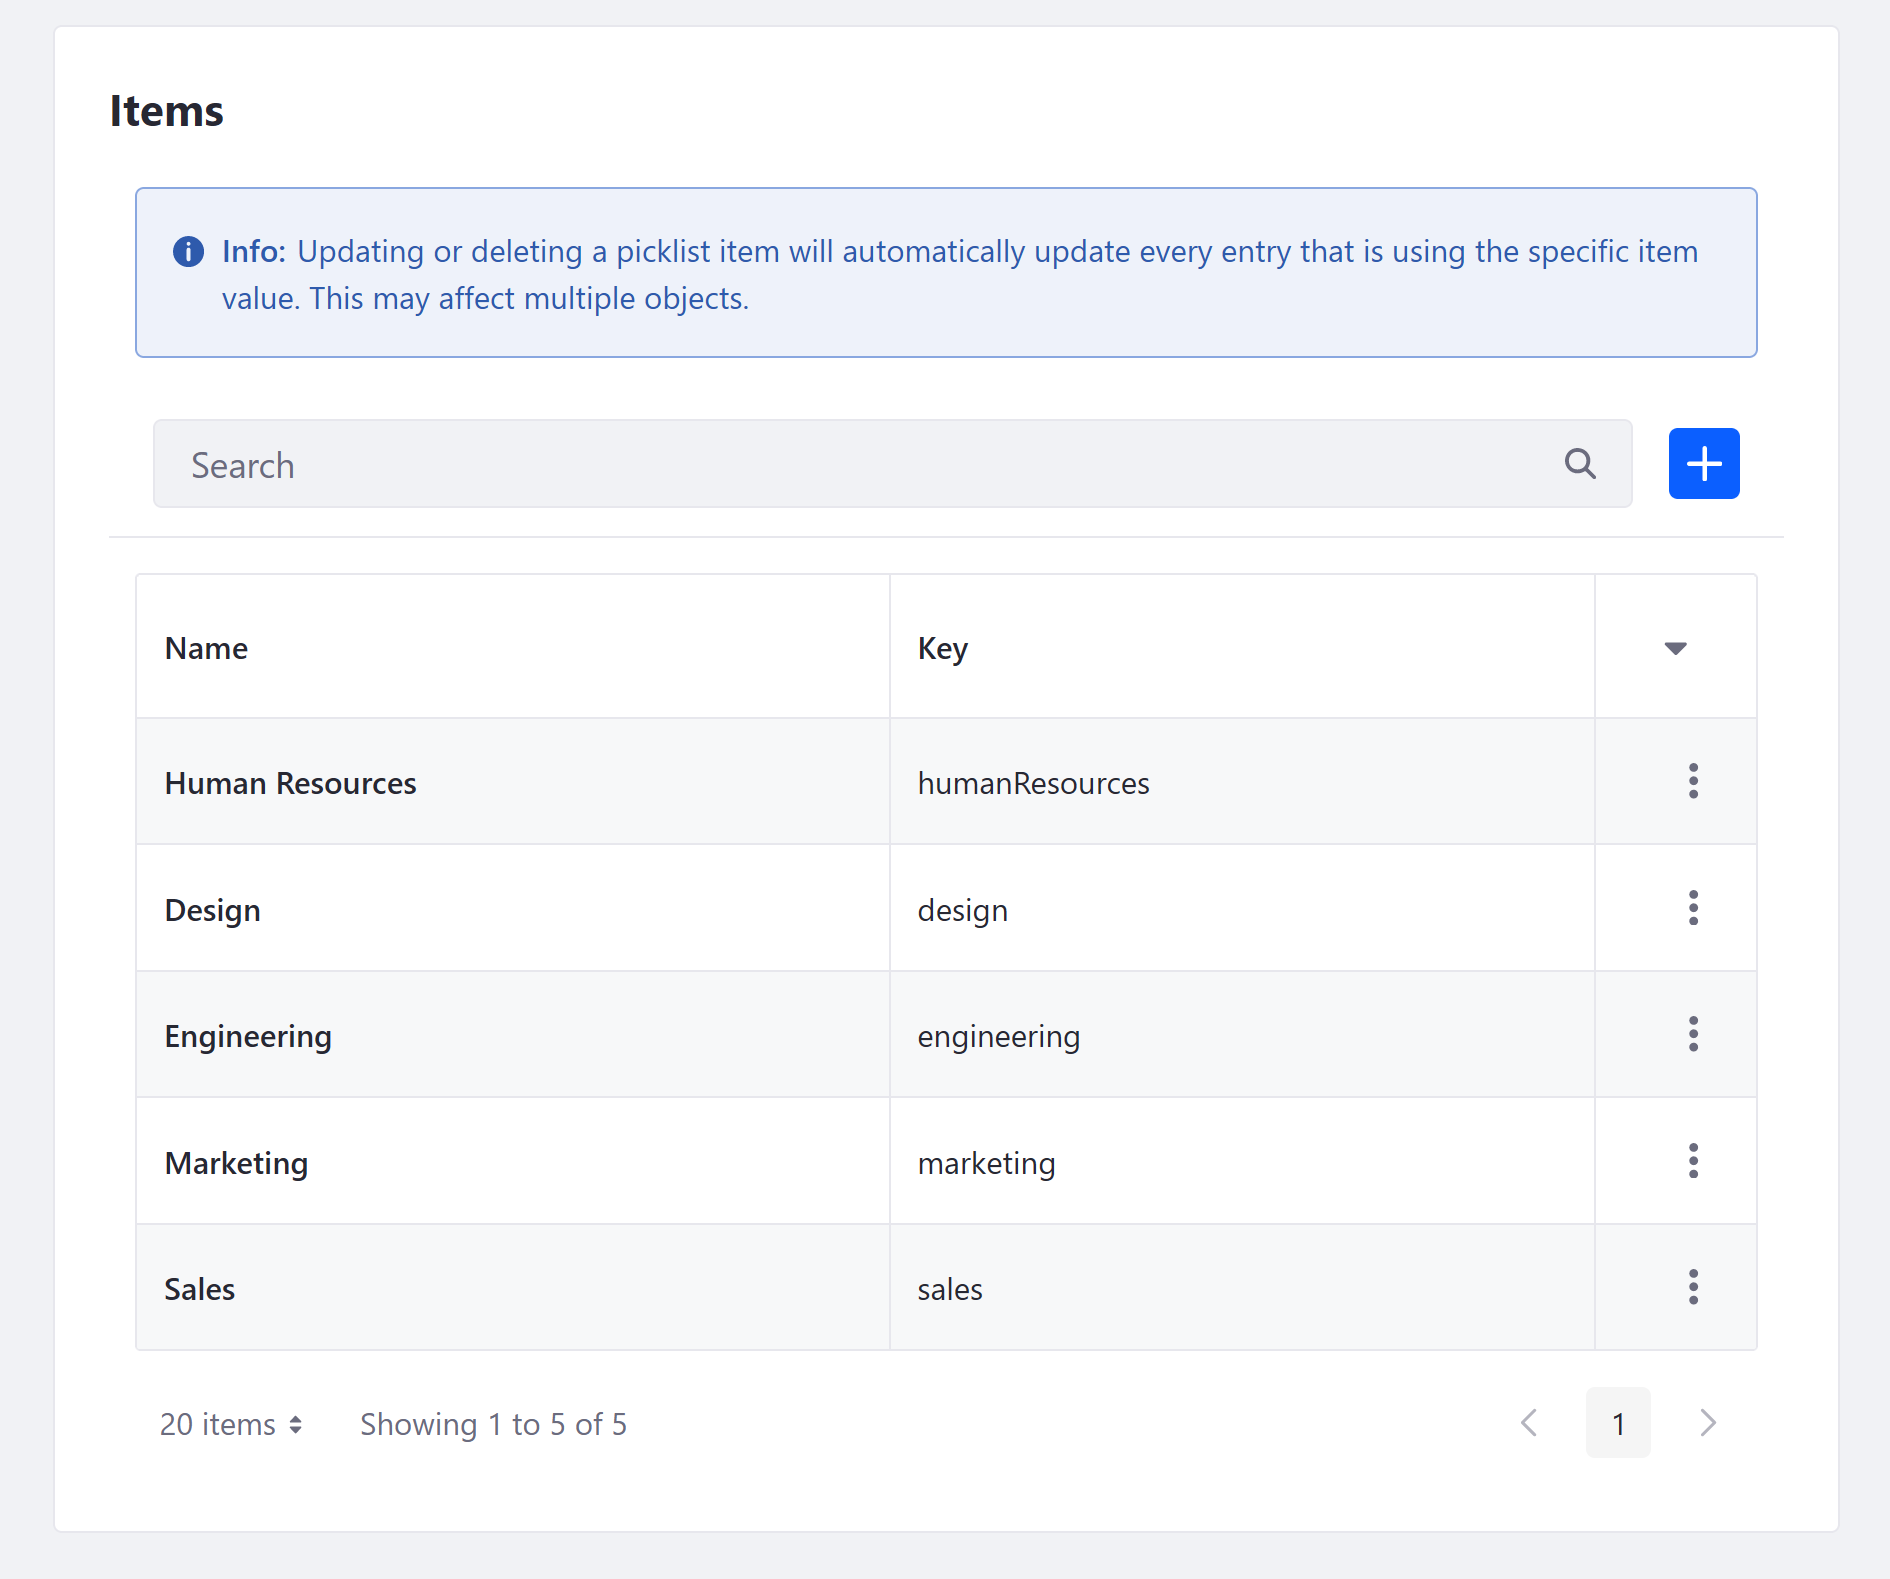 Items
Info: Updating or deleting a picklist item will automatically update every entry that is using the specific item
value. This may affect multiple objects.
Search
Name Key
Human Resources humanResources
Design design
Engineering engineering
Marketing marketing
Sales sales
20 items Showing 1 to 5 of 5 1